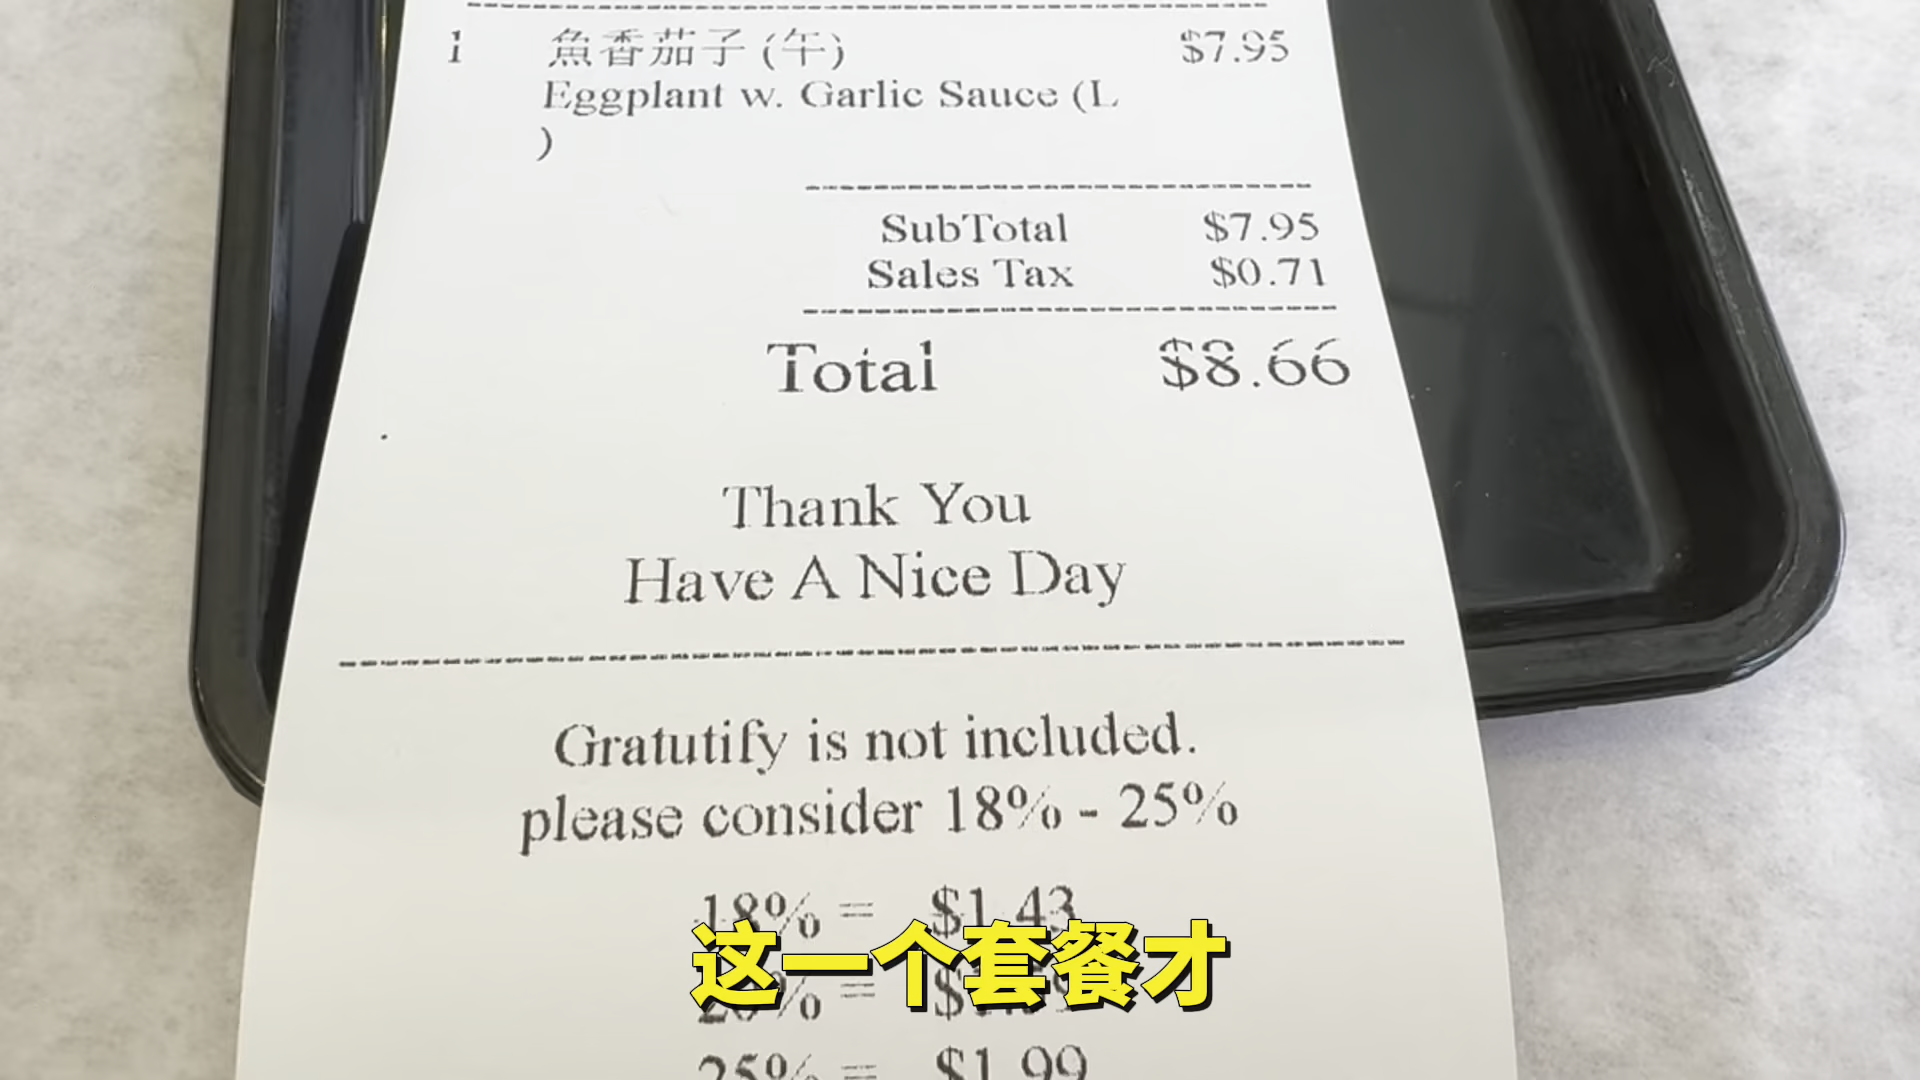 1 魚香茄子 (午) $7.95
Eggplant w. Garlic Sauce (L
)
SubTotal $7.95
Sales Tax $0.71
Total $8.66
Thank You
Have A Nice Day
Gratutify is not included.
please consider 18% - 25%
18% = $1.43
这一个套餐才
25% = $1.99